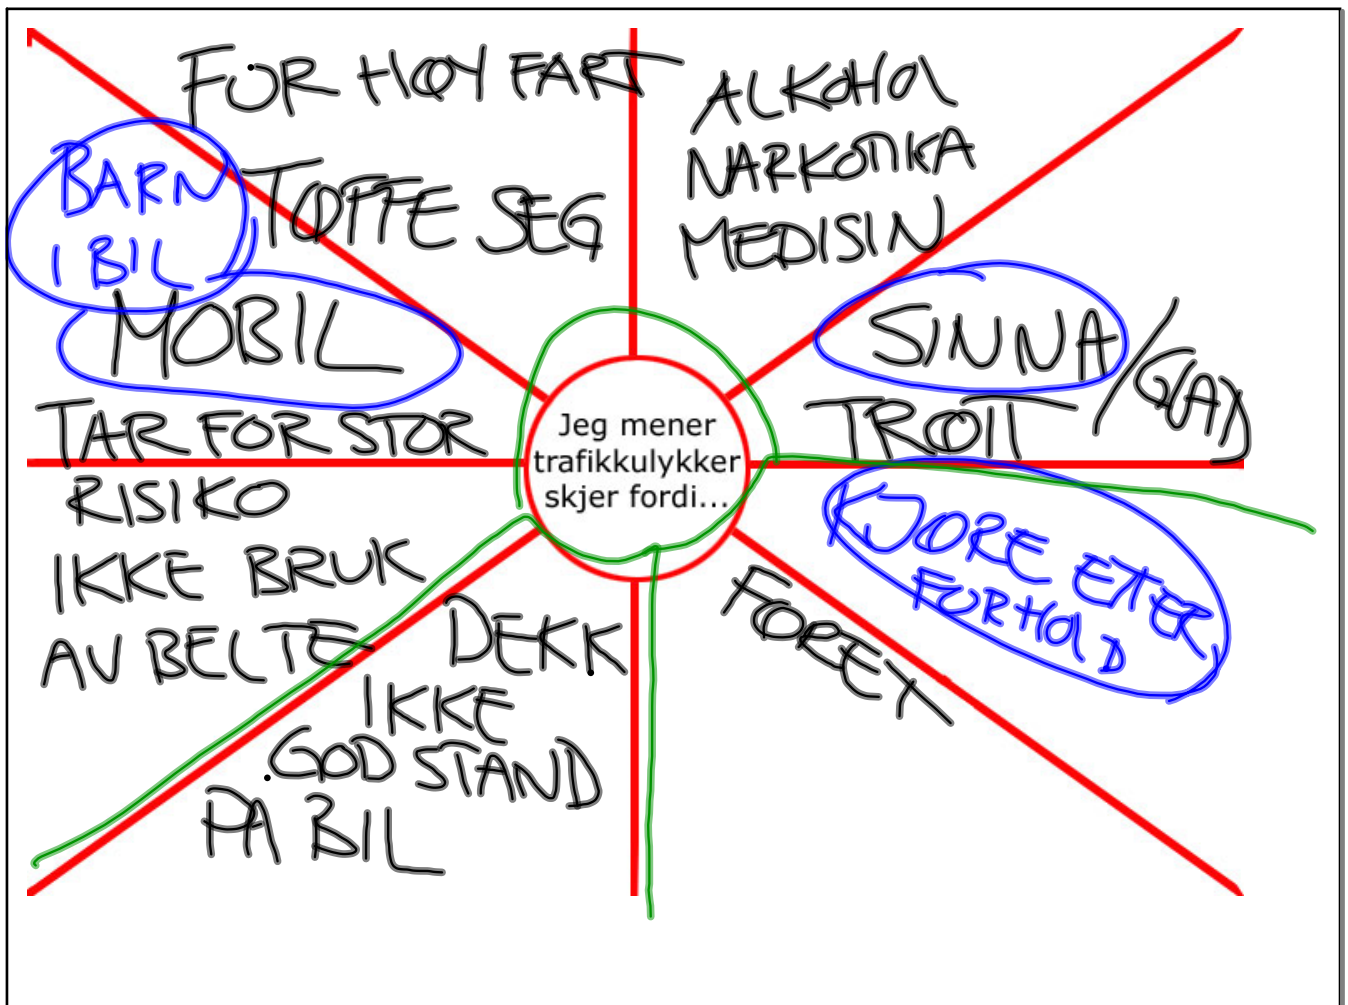 FOR HØY FART
TØFFE SEG
ALKOHOL
NARKOTIKA
MEDISIN
BARN
I BIL
MOBIL
SINNA/GLAD
TRØTT
TAR FOR STOR
RISIKO
IKKE BRUK
AV BELTE
Jeg mener
trafikkulykker
skjer fordi...
KJØRE ETTER
FORHOLD
FOREX
DEKK
IKKE
GOD STAND
PÅ BIL